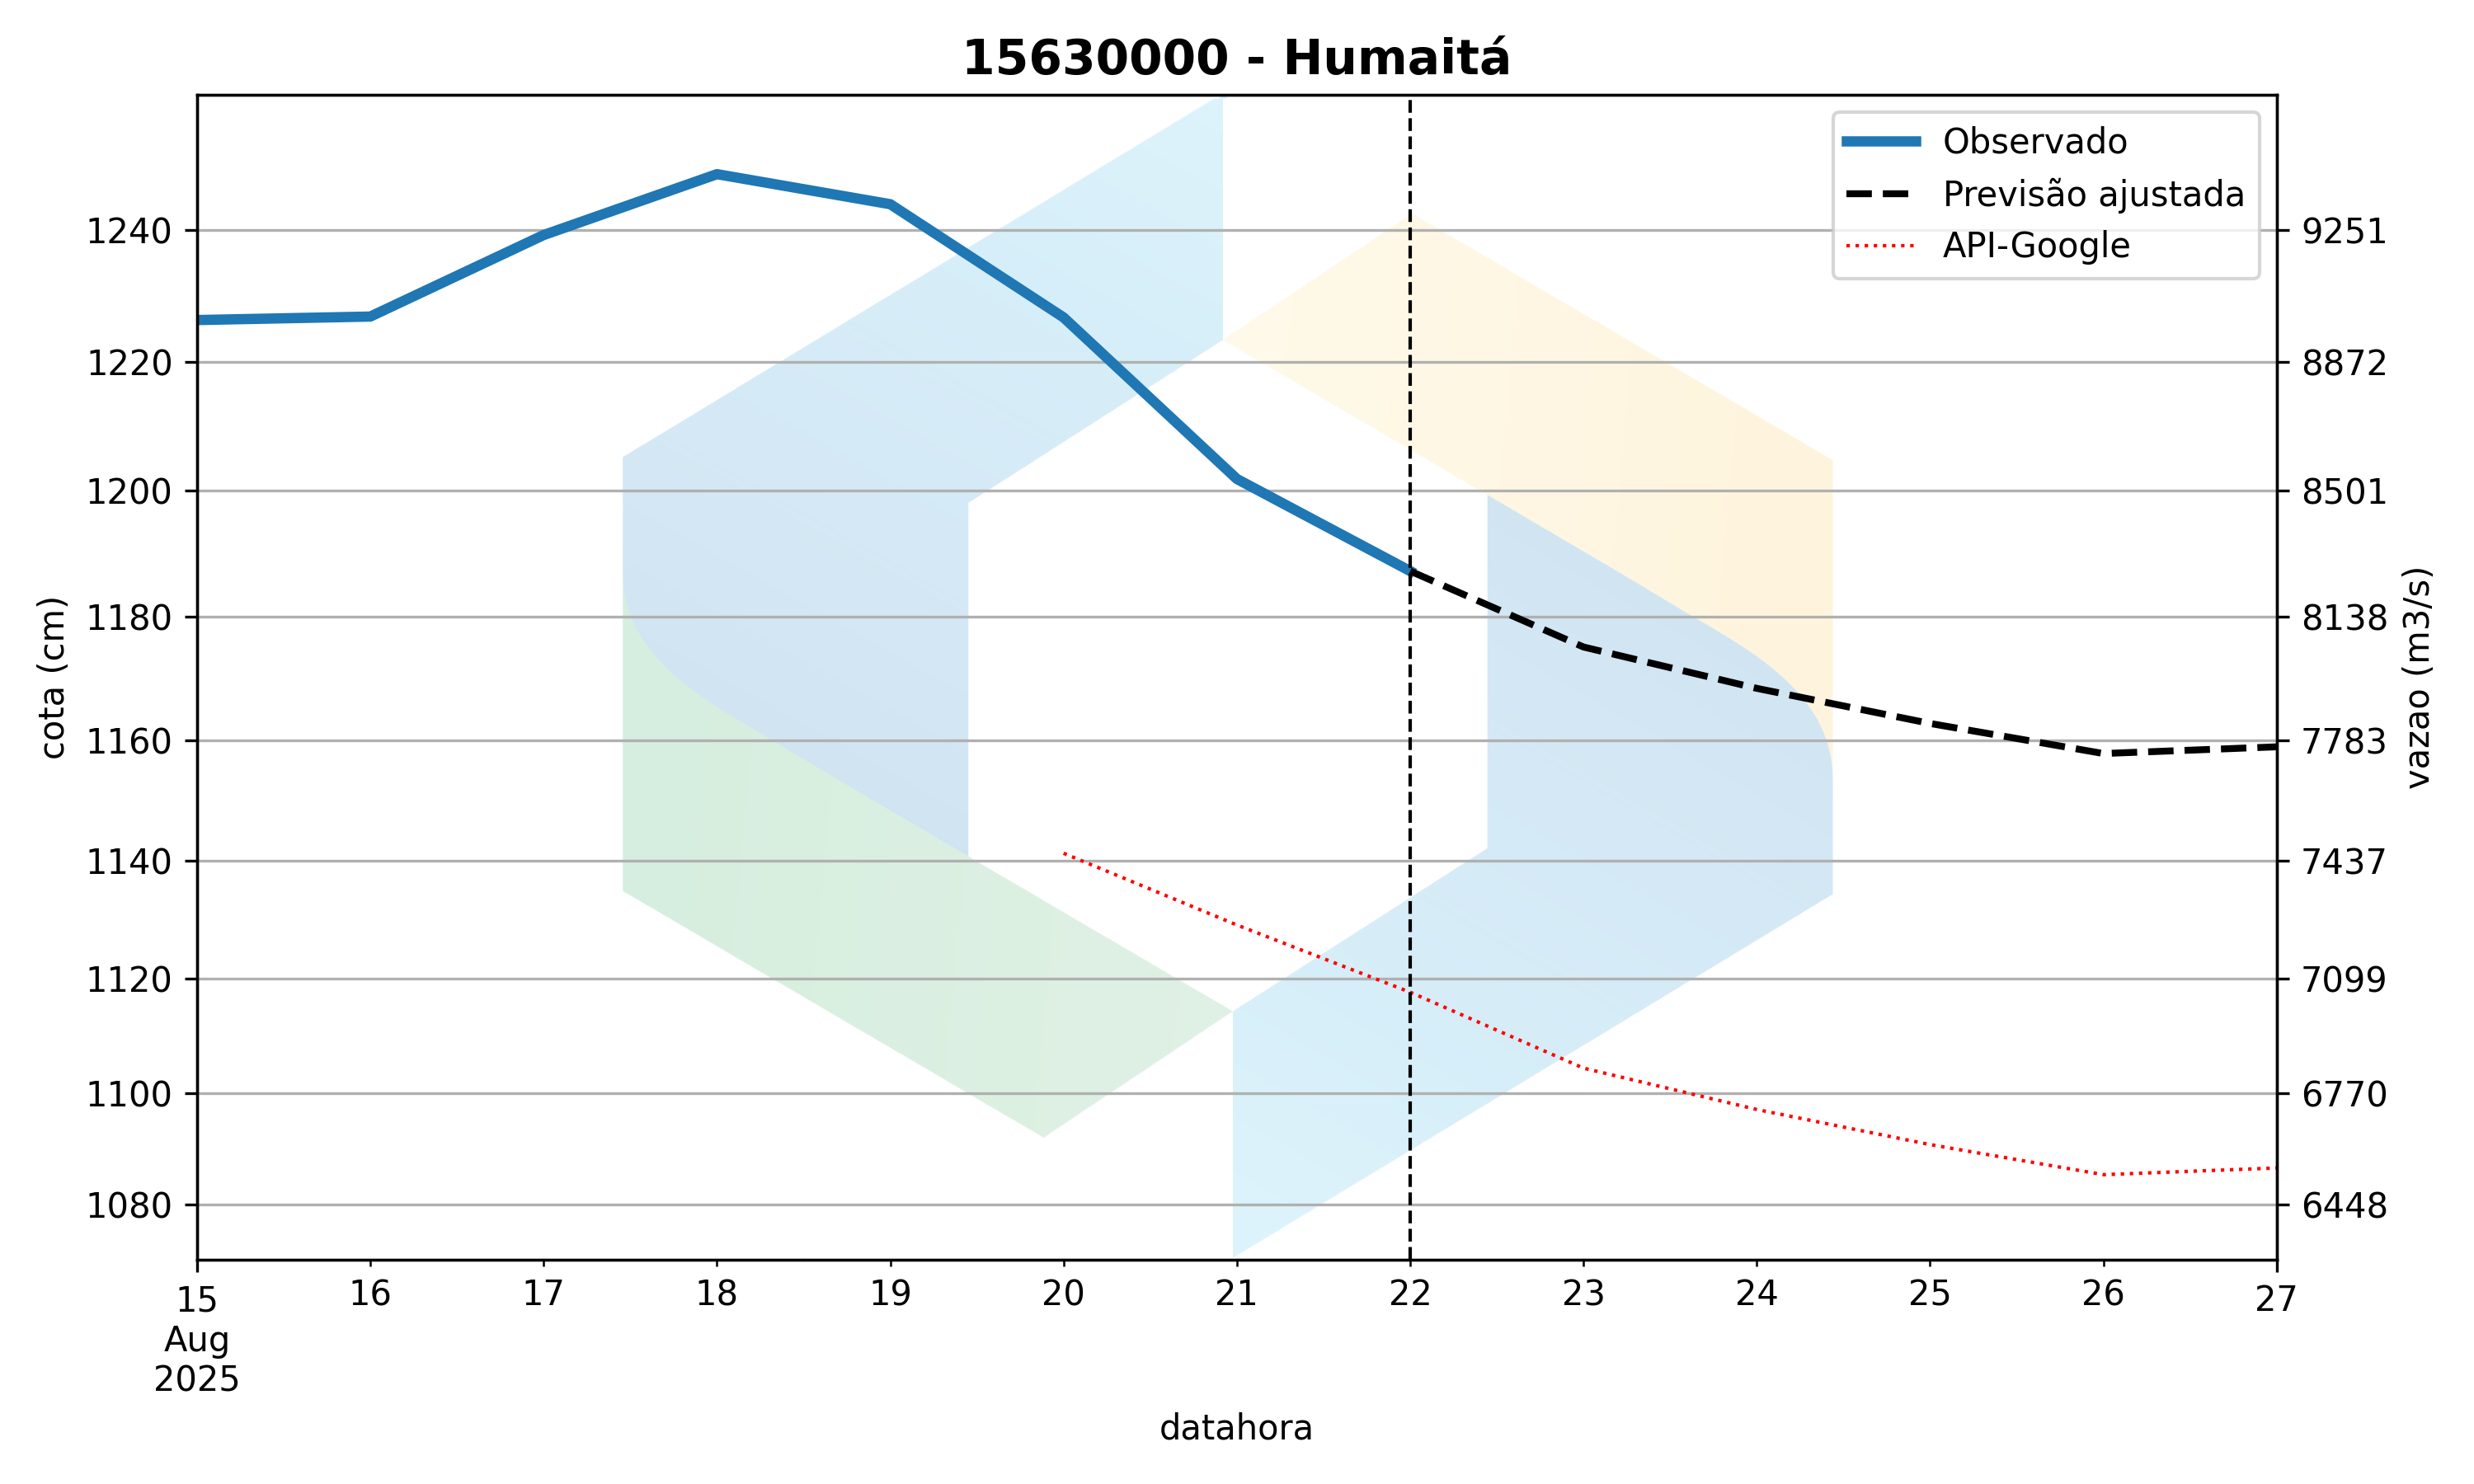 15630000 - Humaitá
Observado
Previsão ajustada
API-Google
cota (cm)
1240
1220
1200
1180
1160
1140
1120
1100
1080
9251
8872
8501
8138
7783
7437
7099
6770
6448
vazao (m3/s)
15 16 17 18 19 20 21 22 23 24 25 26 27
Aug
2025
datahora